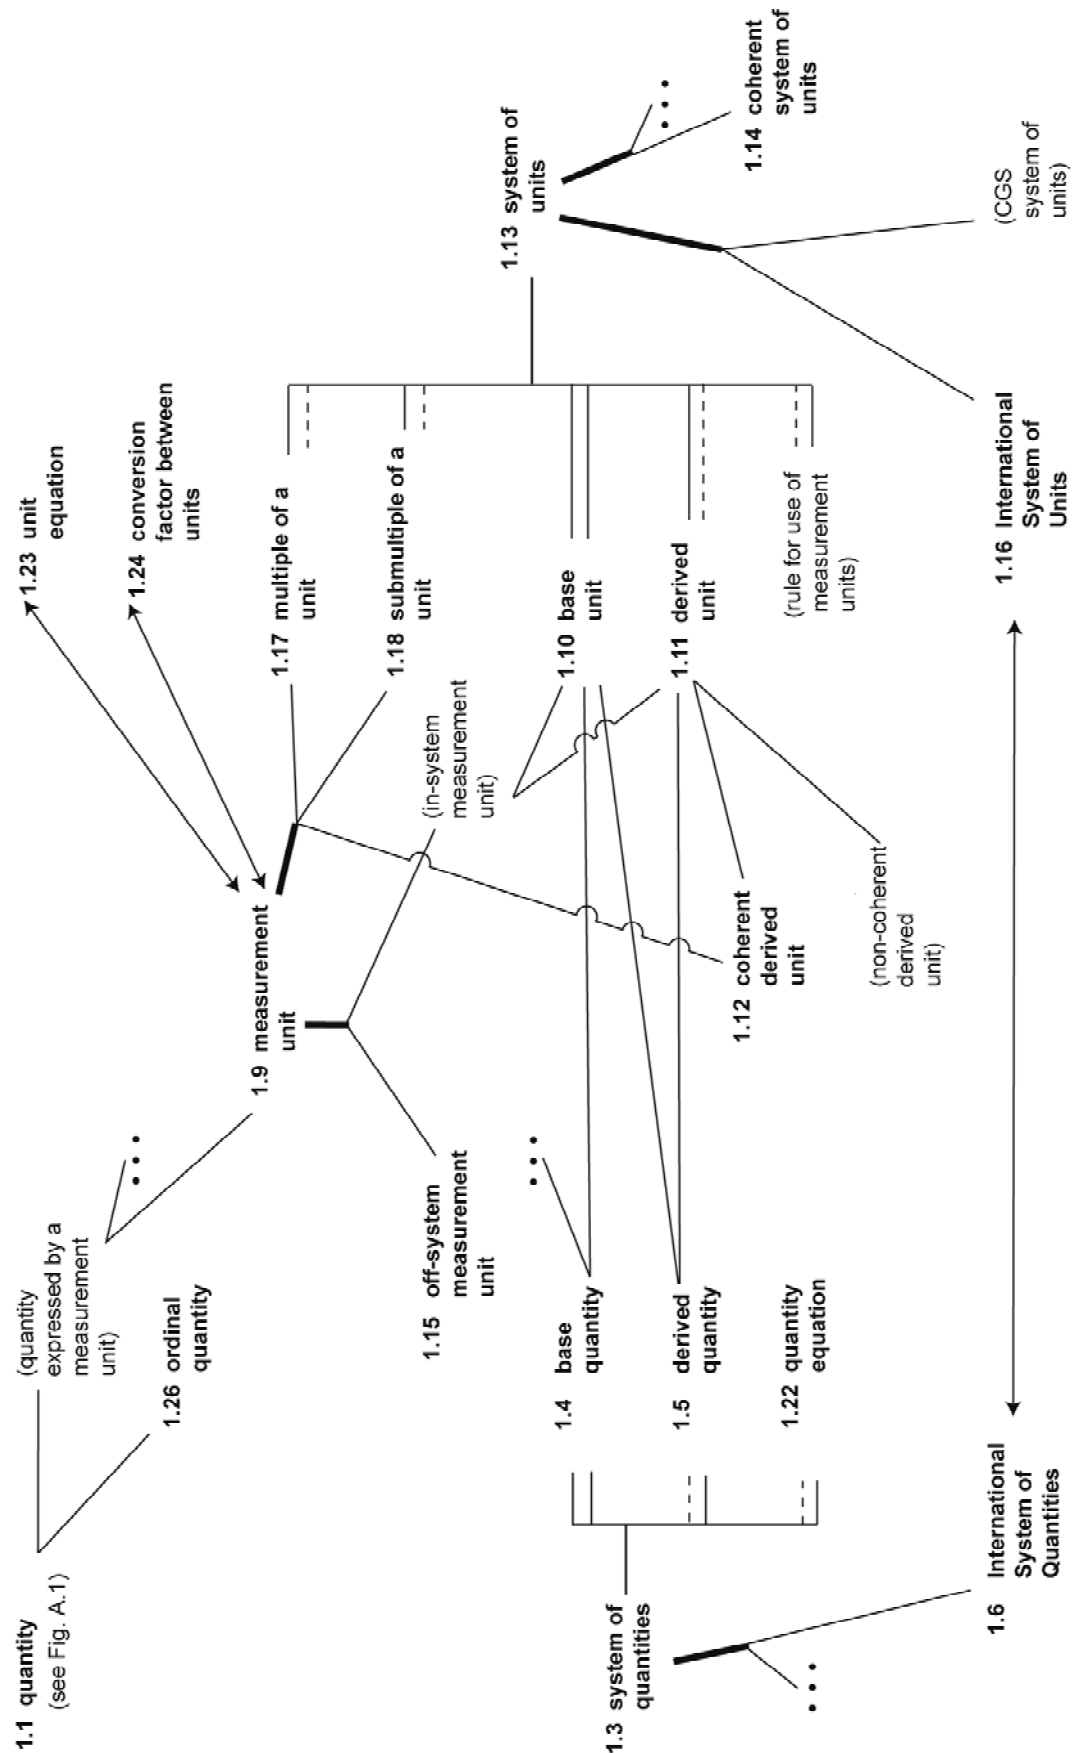 1.1 quantity
(see Fig. A.1)
(quantity
expressed by a
measurement
unit)
1.26 ordinal
quantity
1.23 unit
equation
1.24 conversion
factor between
units
1.9 measurement
unit
1.17 multiple of a
unit
1.18 submultiple of a
unit
(in-system
measurement
unit)
1.15 off-system
measurement
unit
1.13 system of
units
1.14 coherent
system of
units
(CGS
system of
units)
1.10 base
unit
1.11 derived
unit
(rule for use of
measurement
units)
1.12 coherent
derived
unit
(non-coherent
derived
unit)
1.4 base
quantity
1.5 derived
quantity
1.22 quantity
equation
1.3 system of
quantities
1.6 International
System of
Quantities
1.16 International
System of
Units